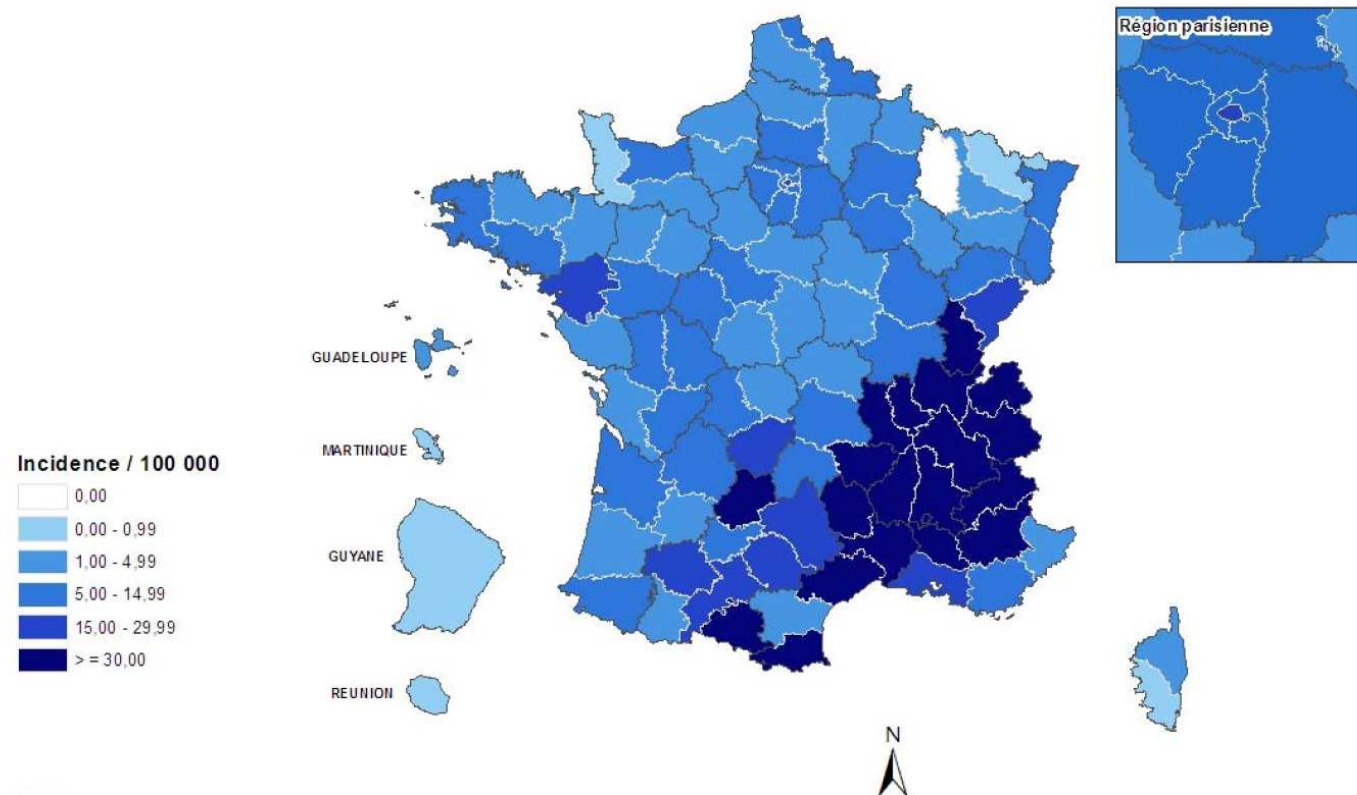 Région parisienne
GUADELOUPE
MARTINIQUE
GUYANE
REUNION
Incidence / 100 000
0,00
0,00 - 0,99
1,00 - 4,99
5,00 - 14,99
15,00 - 29,99
> = 30,00
N